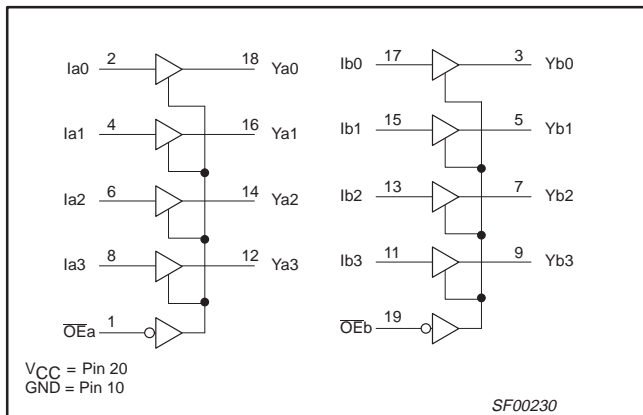 Ia0 2 18 Ya0
Ia1 4 16 Ya1
Ia2 6 14 Ya2
Ia3 8 12 Ya3
O̅E̅a 1
Ib0 17 3 Yb0
Ib1 15 5 Yb1
Ib2 13 7 Yb2
Ib3 11 9 Yb3
O̅E̅b 19
VCC = Pin 20
GND = Pin 10
SF00230